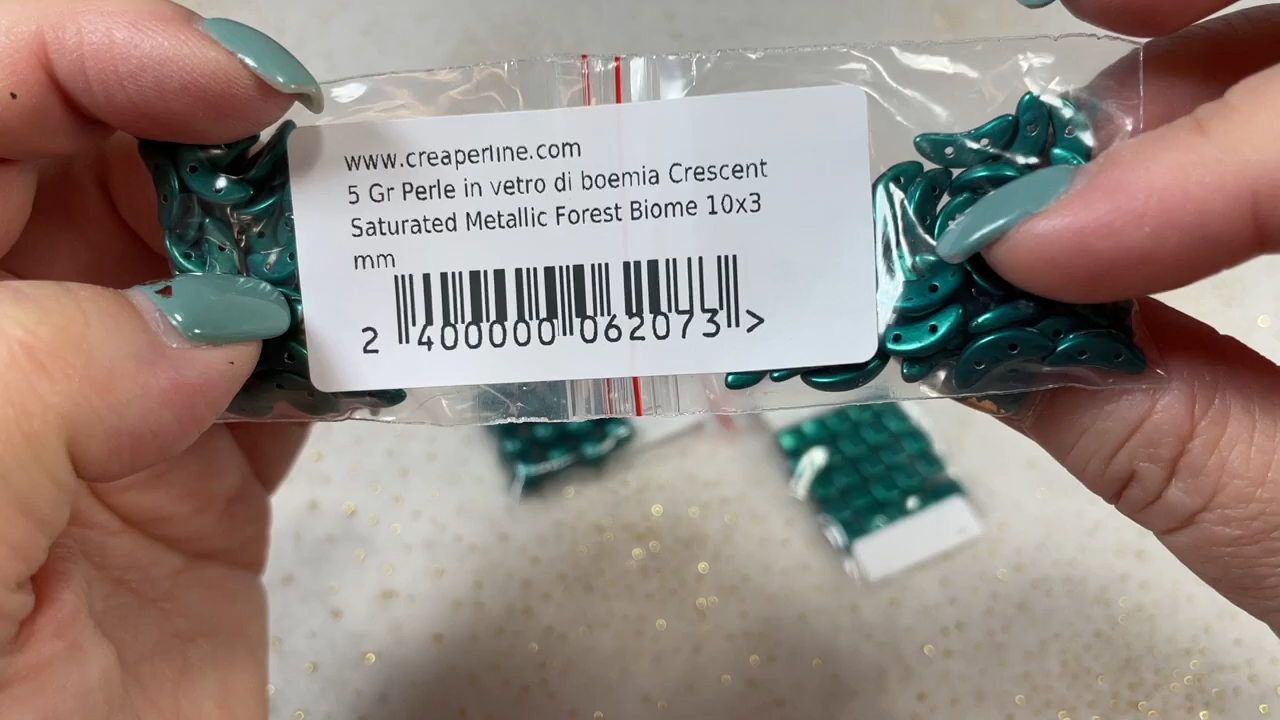 www.creaperline.com
5 Gr Perle in vetro di boemia Crescent
Saturated Metallic Forest Biome 10x3
mm
2 400000 062073 >